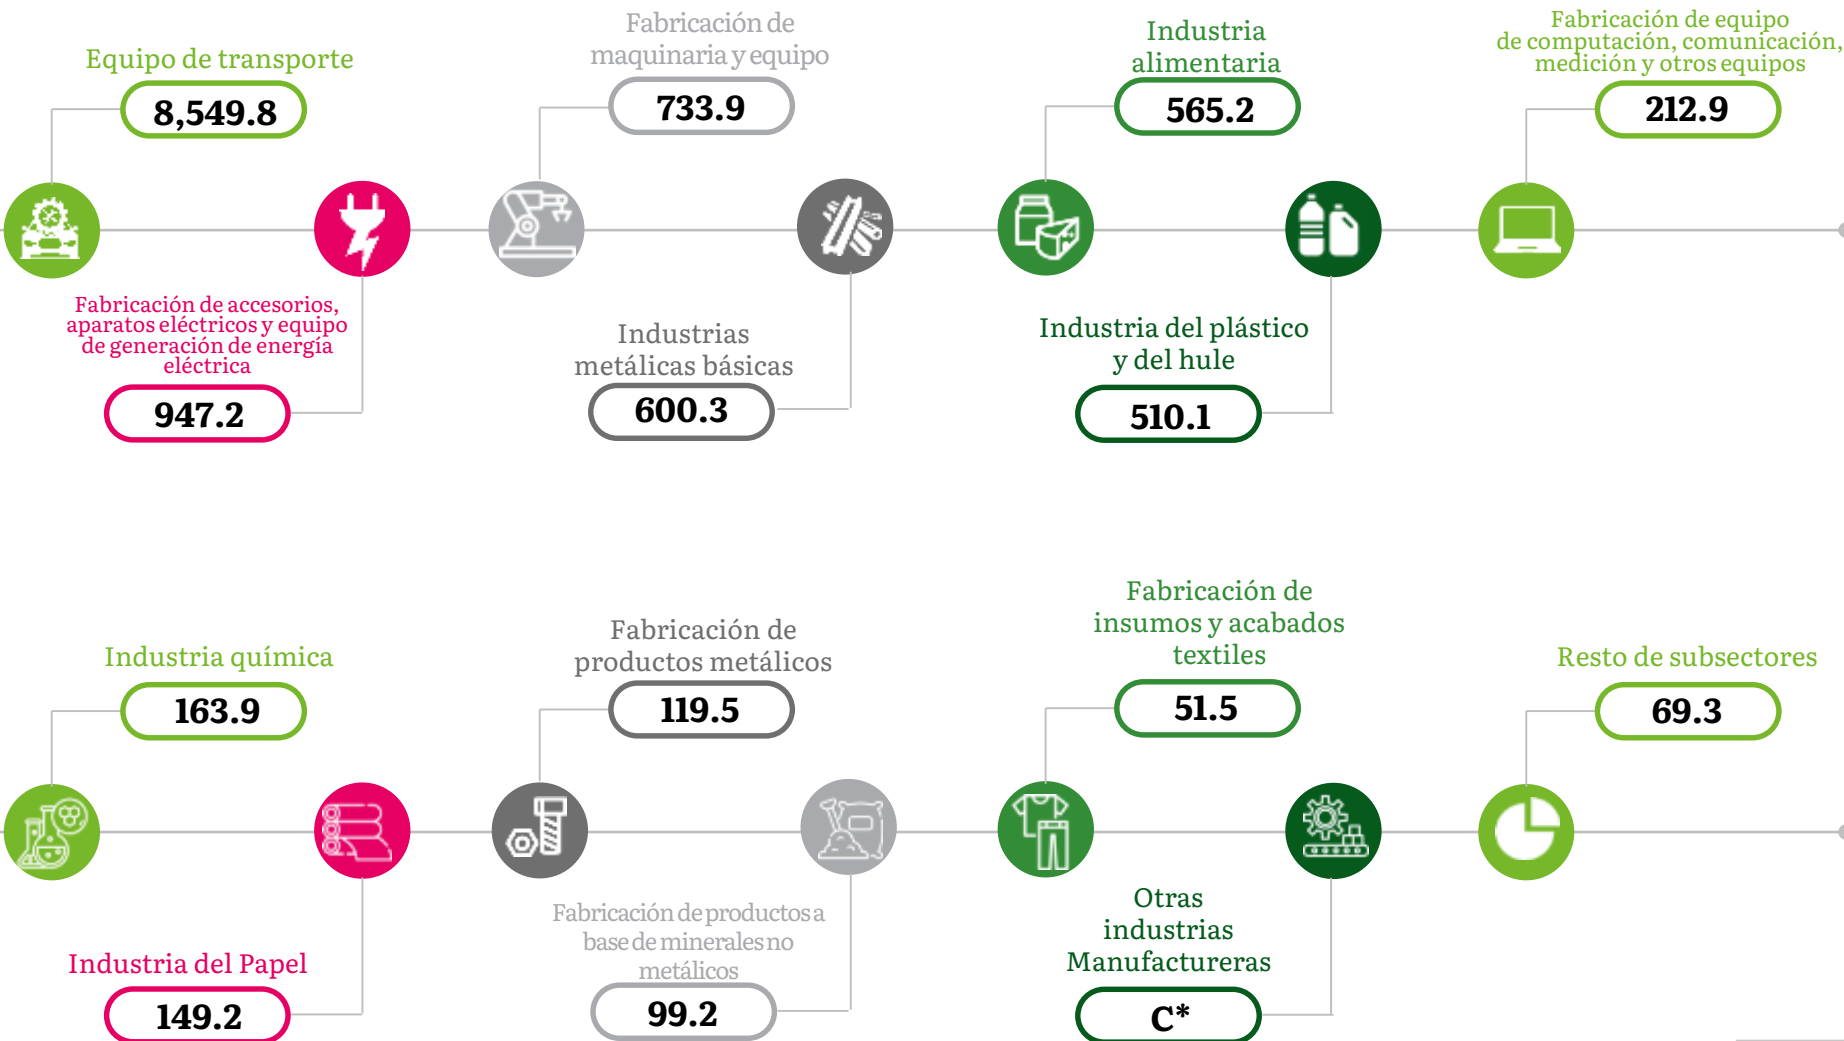 Equipo de transporte
8,549.8
Fabricación de accesorios,
aparatos eléctricos y equipo
de generación de energía
eléctrica
947.2
Fabricación de
maquinaria y equipo
733.9
Industrias
metálicas básicas
600.3
Industria
alimentaria
565.2
Industria del plástico
y del hule
510.1
Fabricación de equipo
de computación, comunicación,
medición y otros equipos
212.9
Industria química
163.9
Industria del Papel
149.2
Fabricación de
productos metálicos
119.5
Fabricación de productos a
base de minerales no
metálicos
99.2
Fabricación de
insumos y acabados
textiles
51.5
Otras
industrias
Manufactureras
C*
Resto de subsectores
69.3